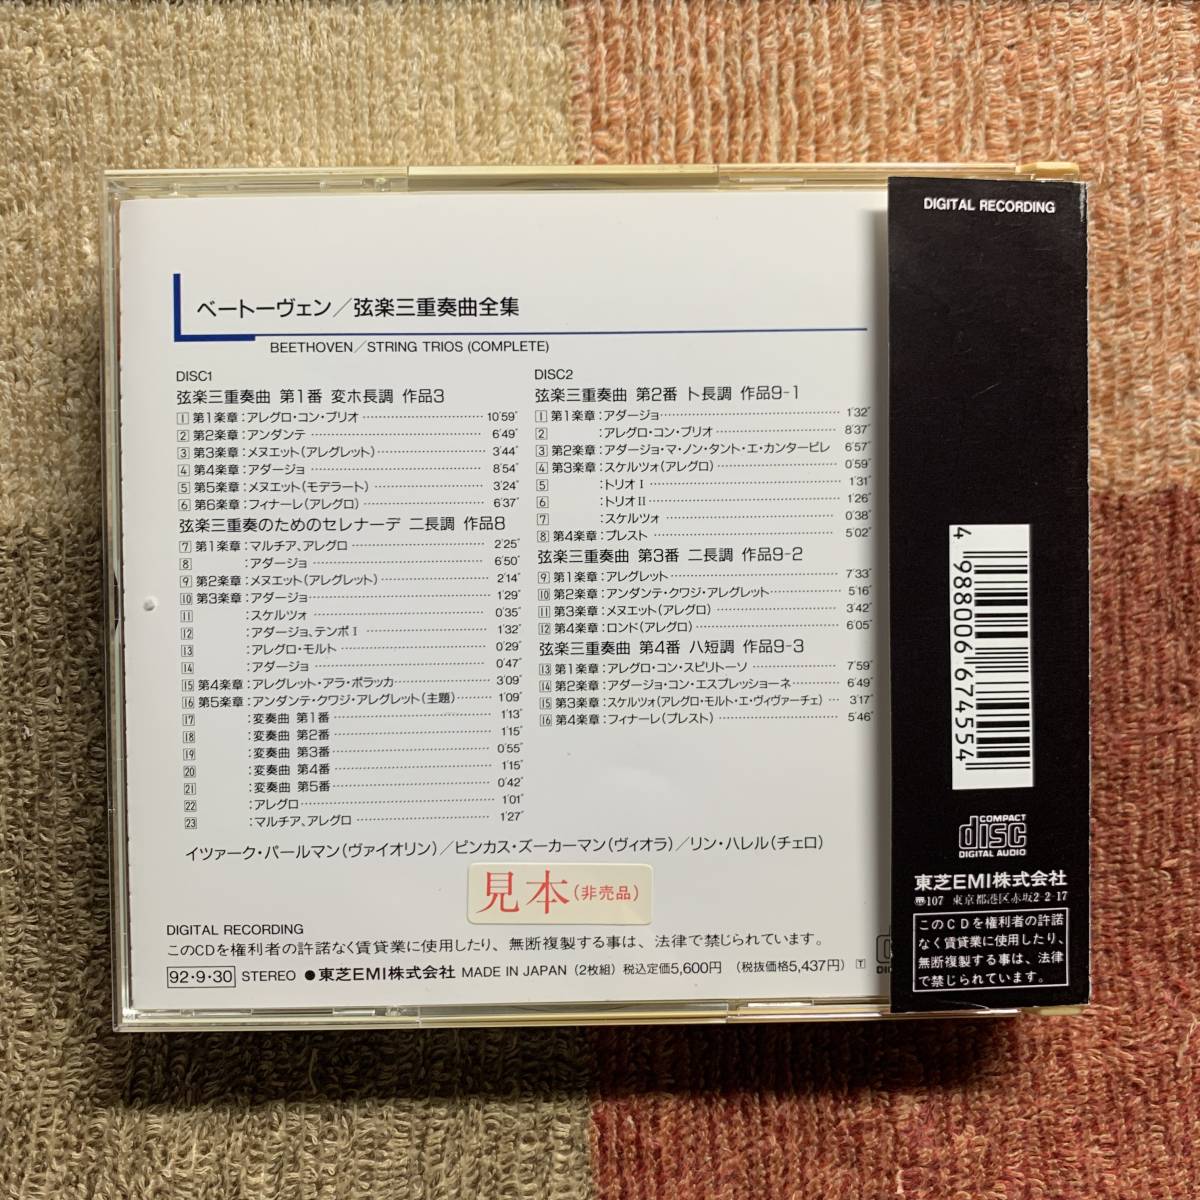 ベートーヴェン／弦楽三重奏曲全集
BEETHOVEN／STRING TRIOS (COMPLETE)
DISC1
弦楽三重奏曲 第1番 変ホ長調 作品3
1 第1楽章：アレグロ・コン・ブリオ 10'59"
2 第2楽章：アンダンテ 6'49"
3 第3楽章：メヌエット（アレグレット） 3'44"
4 第4楽章：アダージョ 8'54"
5 第5楽章：メヌエット（モデラート） 3'24"
6 第6楽章：フィナーレ（アレグロ） 6'37"
弦楽三重奏のためのセレナーデ ニ長調 作品8
7 第1楽章：マルチア、アレグロ 2'25"
8 ：アダージョ 6'50"
9 第2楽章：メヌエット（アレグレット） 2'14"
10 第3楽章：アダージョ 1'29"
11 ：スケルツォ 0'35"
12 ：アダージョ、テンポI 1'32"
13 ：アレグロ・モルト 0'29"
14 ：アダージョ 0'47"
15 第4楽章：アレグレット・アラ・ポラッカ 3'09"
16 第5楽章：アンダンテ・クワジ・アレグレット（主題） 1'09"
17 ：変奏曲 第1番 1'13"
18 ：変奏曲 第2番 1'15"
19 ：変奏曲 第3番 0'55"
20 ：変奏曲 第4番 1'15"
21 ：変奏曲 第5番 0'42"
22 ：アレグロ 1'01"
23 ：マルチア、アレグロ 1'27"
DISC2
弦楽三重奏曲 第2番 ト長調 作品9-1
1 第1楽章：アダージョ 1'32"
2 ：アレグロ・コン・ブリオ 8'37"
3 第2楽章：アダージョ・マ・ノン・タント・エ・カンタービレ 6'57"
4 第3楽章：スケルツォ（アレグロ） 0'59"
5 ：トリオI 1'31"
6 ：トリオII 1'26"
7 ：スケルツォ 0'38"
8 第4楽章：プレスト 5'02"
弦楽三重奏曲 第3番 ニ長調 作品9-2
9 第1楽章：アレグレット 7'33"
10 第2楽章：アンダンテ・クワジ・アレグレット 5'16"
11 第3楽章：メヌエット（アレグロ） 3'42"
12 第4楽章：ロンド（アレグロ） 6'05"
弦楽三重奏曲 第4番 ハ短調 作品9-3
13 第1楽章：アレグロ・コン・スピリトーソ 7'59"
14 第2楽章：アダージョ・コン・エスプレッショーネ 6'49"
15 第3楽章：スケルツォ（アレグロ・モルト・エ・ヴィヴァーチェ） 3'17"
16 第4楽章：フィナーレ（プレスト） 5'46"
イツァーク・パールマン（ヴァイオリン）／ピンカス・ズーカーマン（ヴィオラ）／リン・ハレル（チェロ）
見本（非売品）
DIGITAL RECORDING
このCDを権利者の許諾なく賃貸業に使用したり、無断複製する事は、法律で禁じられています。
92・9・30 STEREO ●東芝EMI株式会社 MADE IN JAPAN （2枚組） 税込定価5,600円 （税抜価格5,437円） T
DIGITAL RECORDING
4 988006 674554
COMPACT
disc
DIGITAL AUDIO
東芝EMI株式会社
〠107 東京都港区赤坂2-2-17
このCDを権利者の許諾
なく賃貸業に使用したり、
無断複製する事は、法律
で禁じられています。